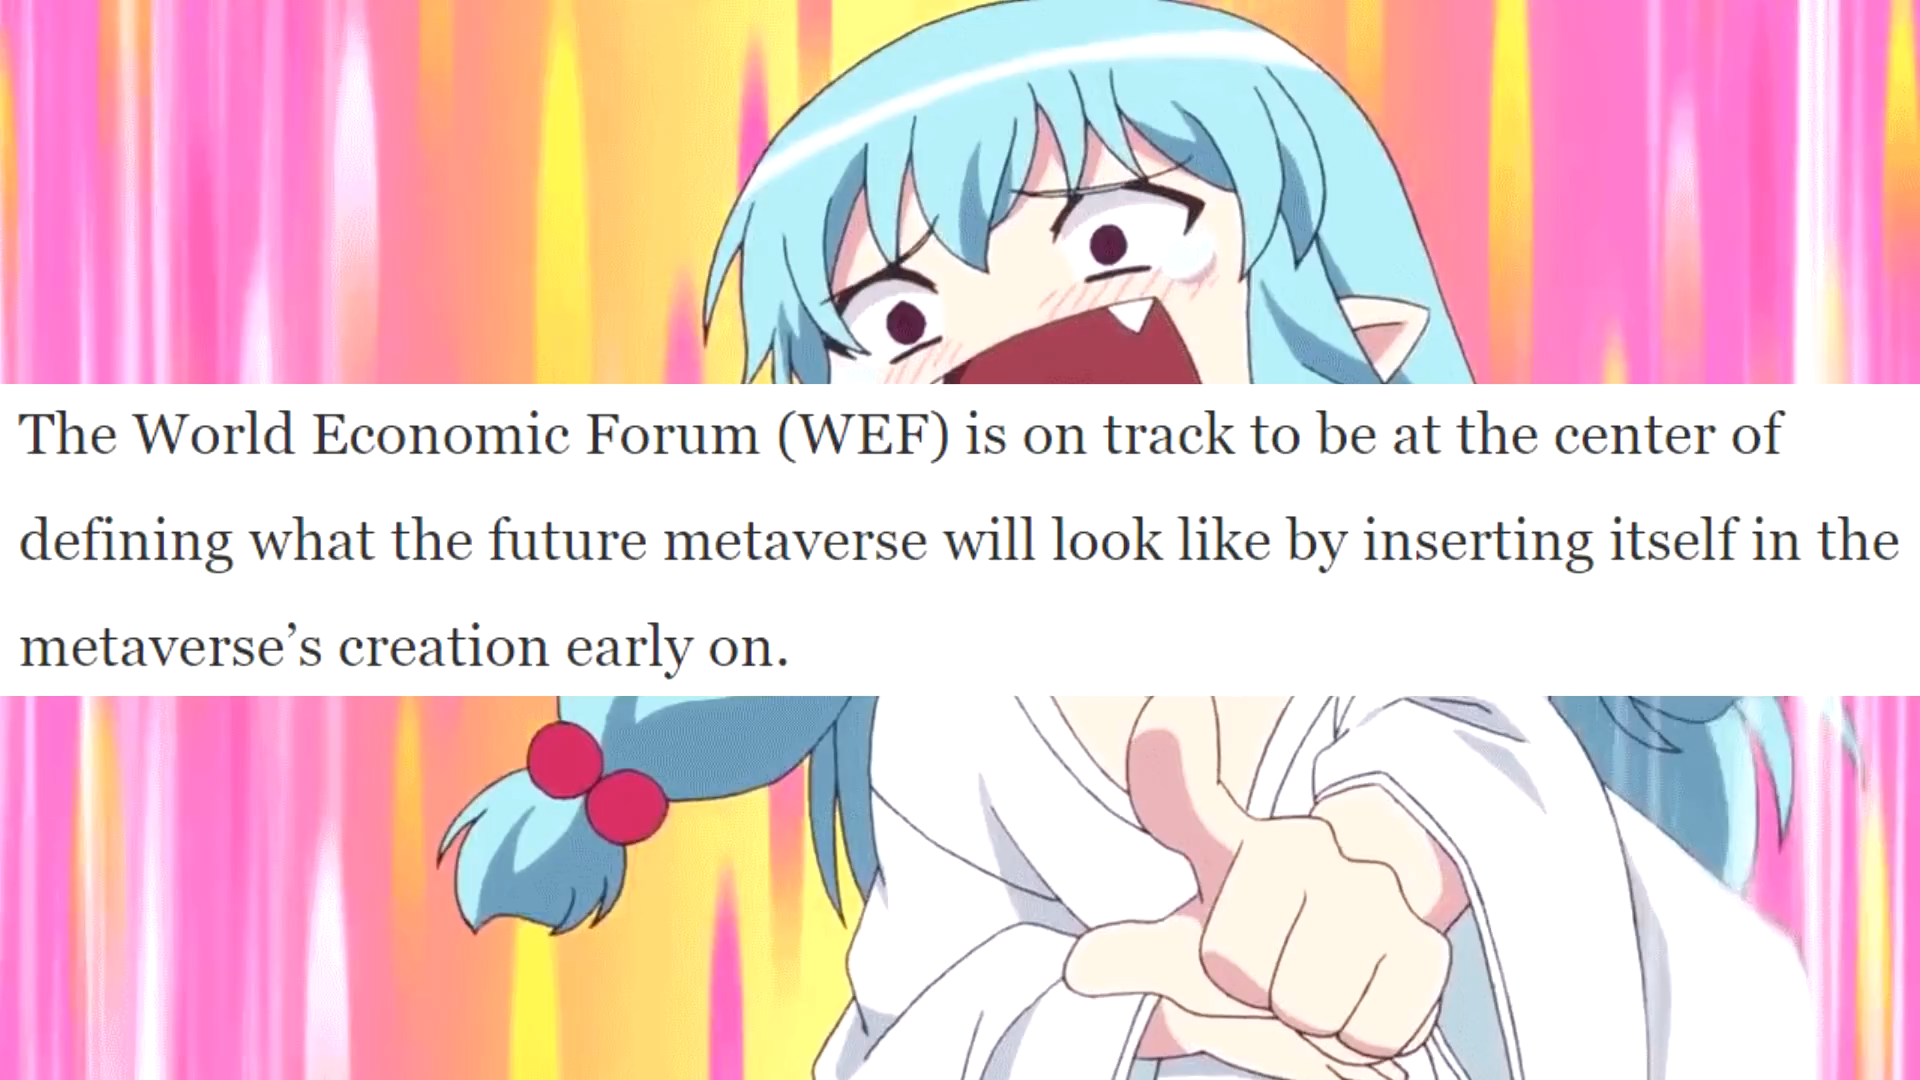 The World Economic Forum (WEF) is on track to be at the center of
defining what the future metaverse will look like by inserting itself in the
metaverse’s creation early on.